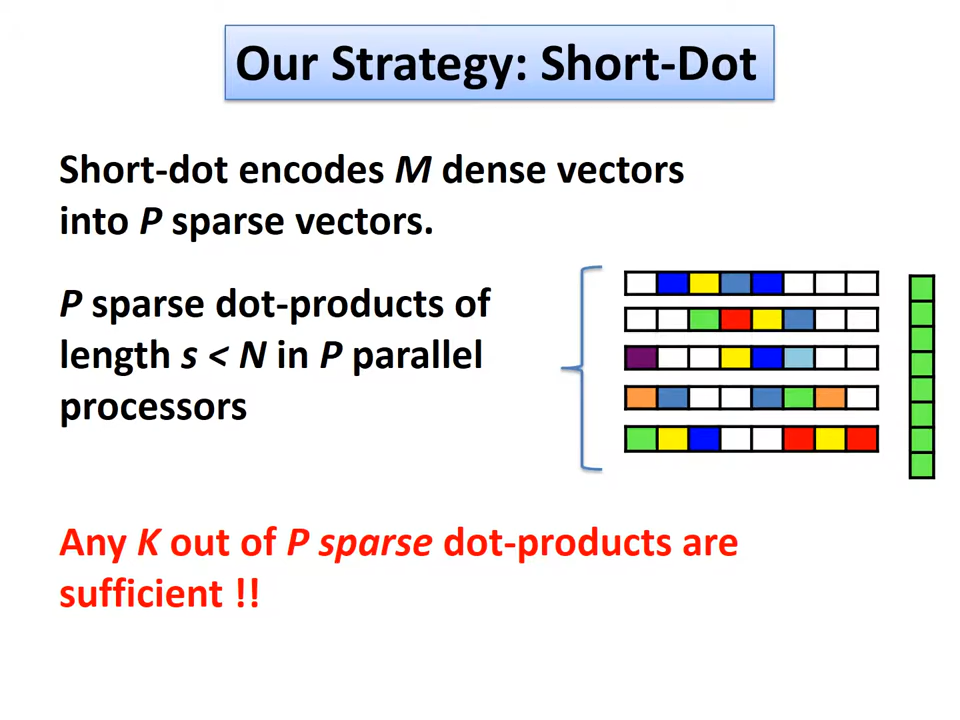 Our Strategy: Short-Dot
Short-dot encodes M dense vectors
into P sparse vectors.
P sparse dot-products of
length s < N in P parallel
processors
Any K out of P sparse dot-products are
sufficient !!